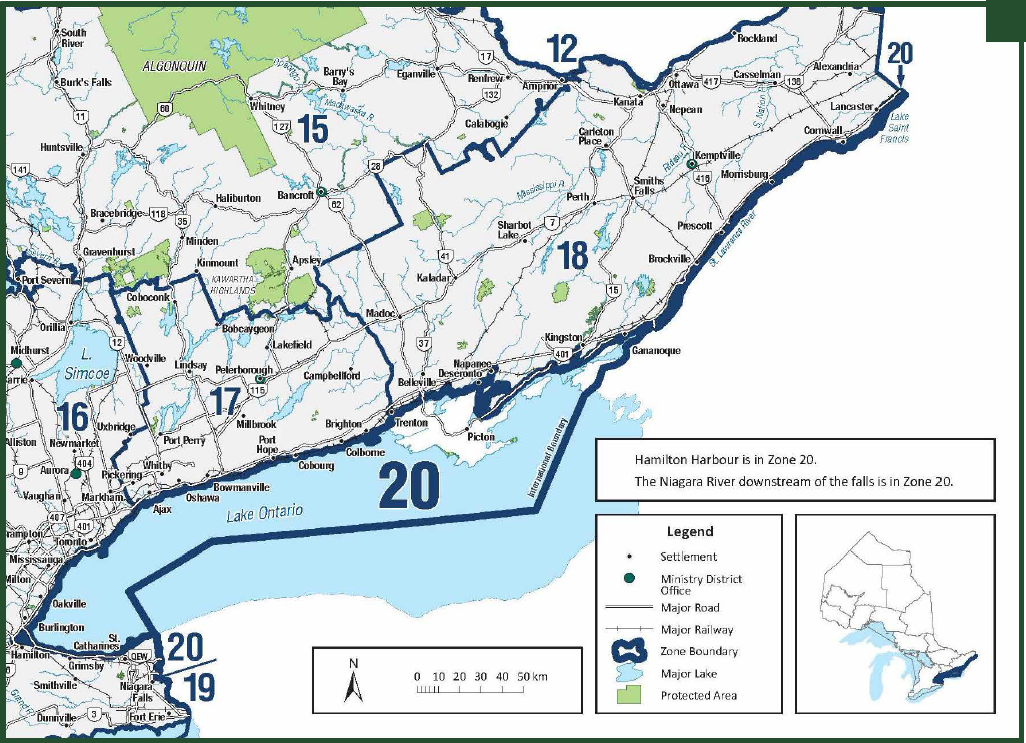 South
River
ALGONQUIN
Burk's Falls
60
Whitney
127
15
11
Huntsville
141
Opeongo R.
Barry's
Bay
Madawaska R.
Eganville
17
Renfrew
132
Calabogie
12
Arnprior
Rockland
Kanata
Ottawa
417
Casselman
138
Alexandria
20
Nepean
S. Nation R.
Lancaster
Lake
Saint
Francis
Cornwall
Carleton
Place
Rideau R.
Kemptville
416
Morrisburg
28
Bancroft
62
Haliburton
Bracebridge
118
35
Minden
Gravenhurst
Severn R.
Kinmount
Apsley
KAWARTHA
HIGHLANDS
Port Severn
Coboconk
Mississippi R.
Perth
Smiths
Falls
Sharbot
Lake
7
Prescott
18
Brockville
St. Lawrence River
41
Kaladar
15
Orillia
Bobcaygeon
Madoc
12
Lakefield
37
Kingston
401
Gananoque
Midhurst
L.
Simcoe
arrie
Woodville
Lindsay
Peterborough
115
Campbellford
Napanee
Deseronto
Belleville
16
17
Uxbridge
Millbrook
Brighton
Trenton
Picton
Alliston
Newmarket
Port Perry
Port
Hope
Colborne
Cobourg
9
Aurora
404
Pickering
Whitby
Bowmanville
Oshawa
Vaughan
Markham
Ajax
407
401
rampton
Toronto
Mississauga
Milton
Lake Ontario
20
International Boundary
Oakville
Burlington
Hamilton
St.
Catharines
QEW
Grimsby
20
19
Smithville
Niagara
Falls
Grand R.
Dunnville
3
Fort Erie
Hamilton Harbour is in Zone 20.
The Niagara River downstream of the falls is in Zone 20.
N
0 10 20 30 40 50 km
Legend
Settlement
Ministry District
Office
Major Road
Major Railway
Zone Boundary
Major Lake
Protected Area